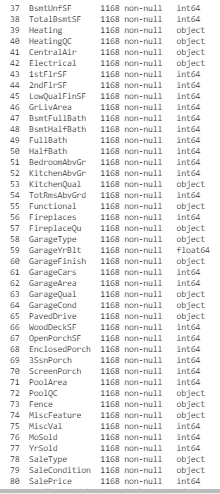 37 BsmtUnfSF 1168 non-null int64
38 TotalBsmtSF 1168 non-null int64
39 Heating 1168 non-null object
40 HeatingQC 1168 non-null object
41 CentralAir 1168 non-null object
42 Electrical 1168 non-null object
43 1stFlrSF 1168 non-null int64
44 2ndFlrSF 1168 non-null int64
45 LowQualFinSF 1168 non-null int64
46 GrLivArea 1168 non-null int64
47 BsmtFullBath 1168 non-null int64
48 BsmtHalfBath 1168 non-null int64
49 FullBath 1168 non-null int64
50 HalfBath 1168 non-null int64
51 BedroomAbvGr 1168 non-null int64
52 KitchenAbvGr 1168 non-null int64
53 KitchenQual 1168 non-null object
54 TotRmsAbvGrd 1168 non-null int64
55 Functional 1168 non-null object
56 Fireplaces 1168 non-null int64
57 FireplaceQu 1168 non-null object
58 GarageType 1168 non-null object
59 GarageYrBlt 1168 non-null float64
60 GarageFinish 1168 non-null object
61 GarageCars 1168 non-null int64
62 GarageArea 1168 non-null int64
63 GarageQual 1168 non-null object
64 GarageCond 1168 non-null object
65 PavedDrive 1168 non-null object
66 WoodDeckSF 1168 non-null int64
67 OpenPorchSF 1168 non-null int64
68 EnclosedPorch 1168 non-null int64
69 3SsnPorch 1168 non-null int64
70 ScreenPorch 1168 non-null int64
71 PoolArea 1168 non-null int64
72 PoolQC 1168 non-null object
73 Fence 1168 non-null object
74 MiscFeature 1168 non-null object
75 MiscVal 1168 non-null int64
76 MoSold 1168 non-null int64
77 YrSold 1168 non-null int64
78 SaleType 1168 non-null object
79 SaleCondition 1168 non-null object
80 SalePrice 1168 non-null int64